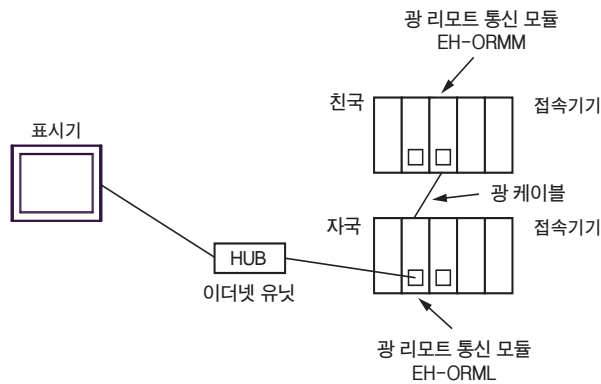 광 리모트 통신 모듈
EH-ORMM
친국
접속기기
표시기
광 케이블
자국
접속기기
HUB
이더넷 유닛
광 리모트 통신 모듈
EH-ORML